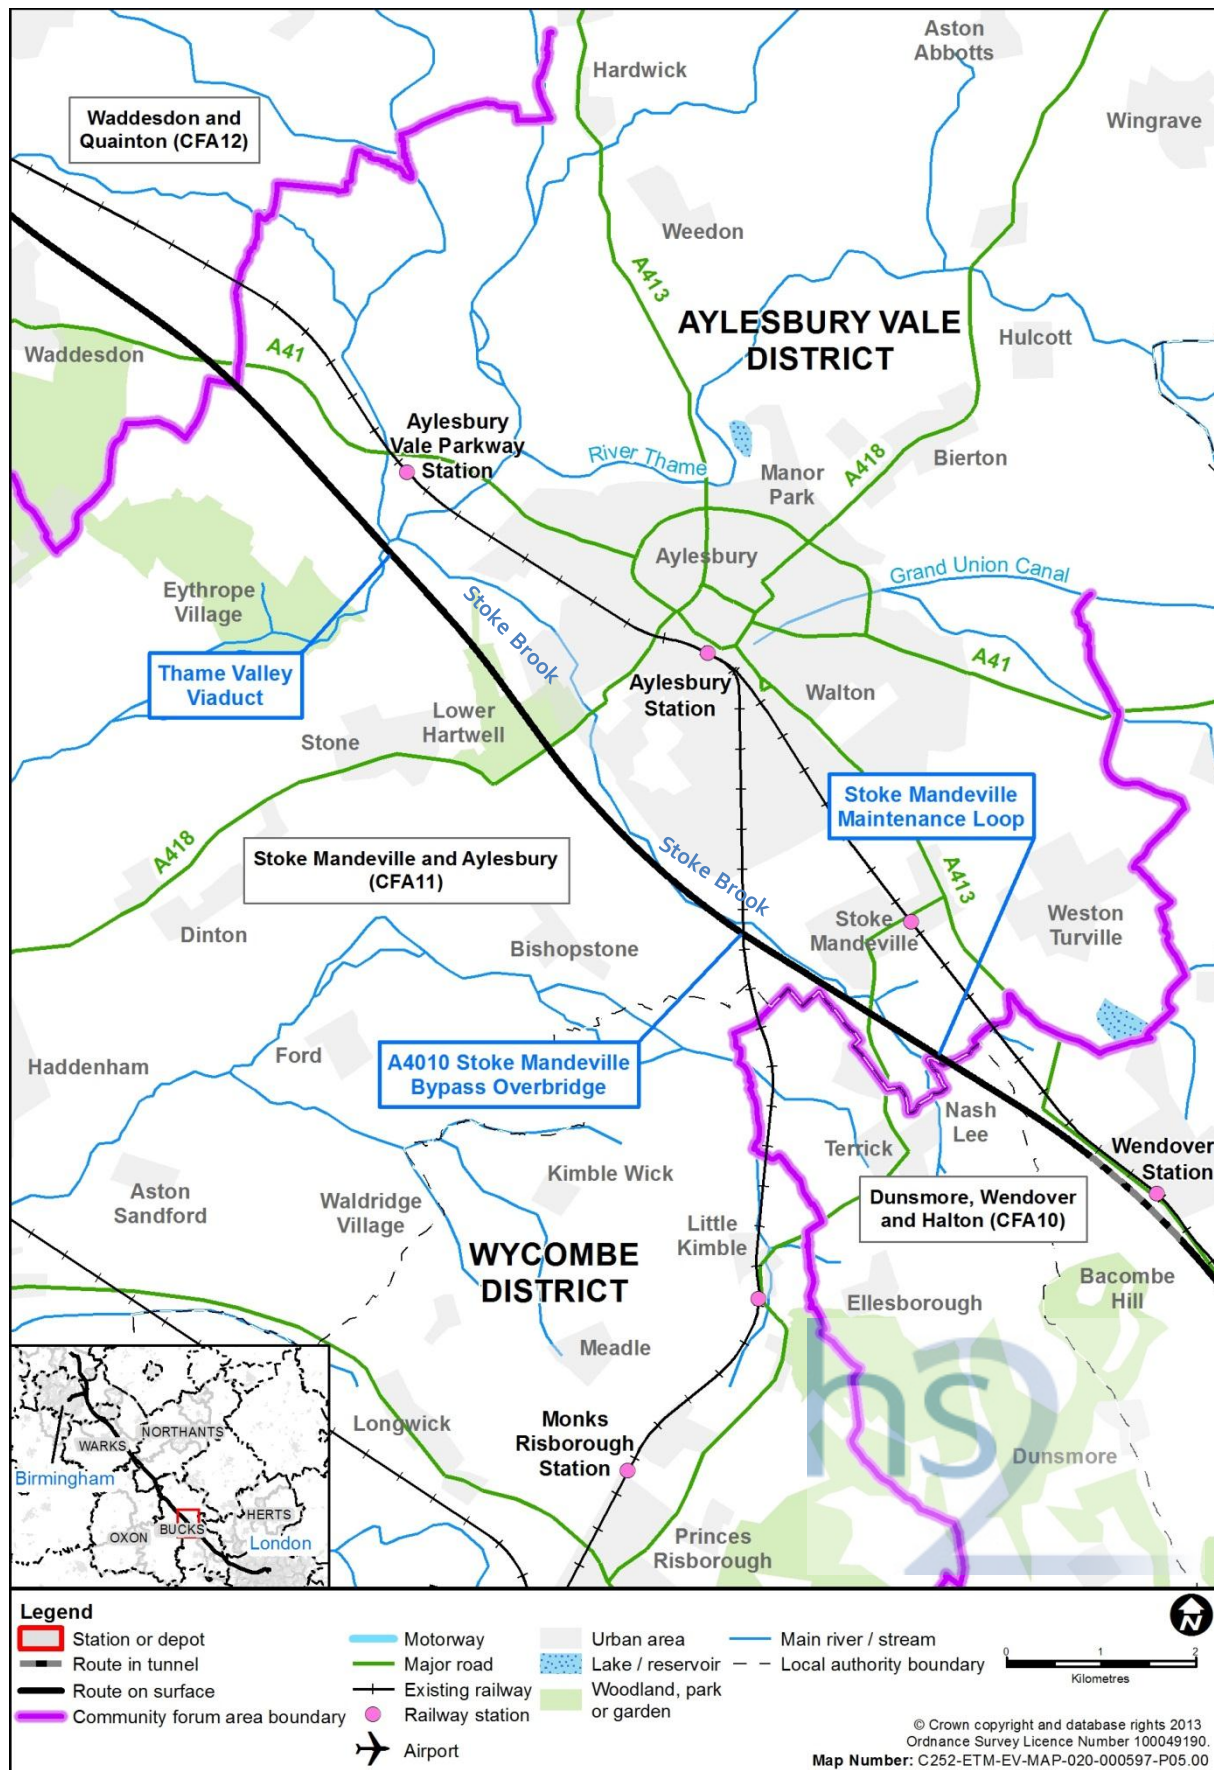 Aston
Abbotts
Hardwick
Wingrave
Waddesdon and
Quainton (CFA12)
Weedon
A413
AYLESBURY VALE
DISTRICT
Hulcott
Waddesdon
A41
Aylesbury
Vale Parkway
Station
River Thame
Manor
Park
A418
Bierton
Aylesbury
Grand Union Canal
Eythrope
Village
Stoke Brook
Thame Valley
Viaduct
A41
Aylesbury
Station
Walton
Lower
Hartwell
Stone
Stoke Mandeville
Maintenance Loop
A418
Stoke Mandeville and Aylesbury
(CFA11)
Stoke Brook
A413
Dinton
Bishopstone
Stoke
Mandeville
Weston
Turville
Haddenham
Ford
A4010 Stoke Mandeville
Bypass Overbridge
Nash
Lee
Terrick
Wendover
Station
Aston
Sandford
Waldridge
Village
Kimble Wick
Dunsmore, Wendover
and Halton (CFA10)
Little
Kimble
WYCOMBE
DISTRICT
Bacombe
Hill
Ellesborough
Meadle
hs2
Longwick
Monks
Risborough
Station
Dunsmore
Princes
Risborough
NORTHANTS
WARKS
Birmingham
HERTS
BUCKS
OXON
London
Legend
Station or depot
Route in tunnel
Route on surface
Community forum area boundary
Motorway
Major road
Existing railway
Railway station
Airport
Urban area
Lake / reservoir
Woodland, park
or garden
Main river / stream
Local authority boundary
N
0 1 2
Kilometres
© Crown copyright and database rights 2013
Ordnance Survey Licence Number 100049190.
Map Number: C252-ETM-EV-MAP-020-000597-P05.00